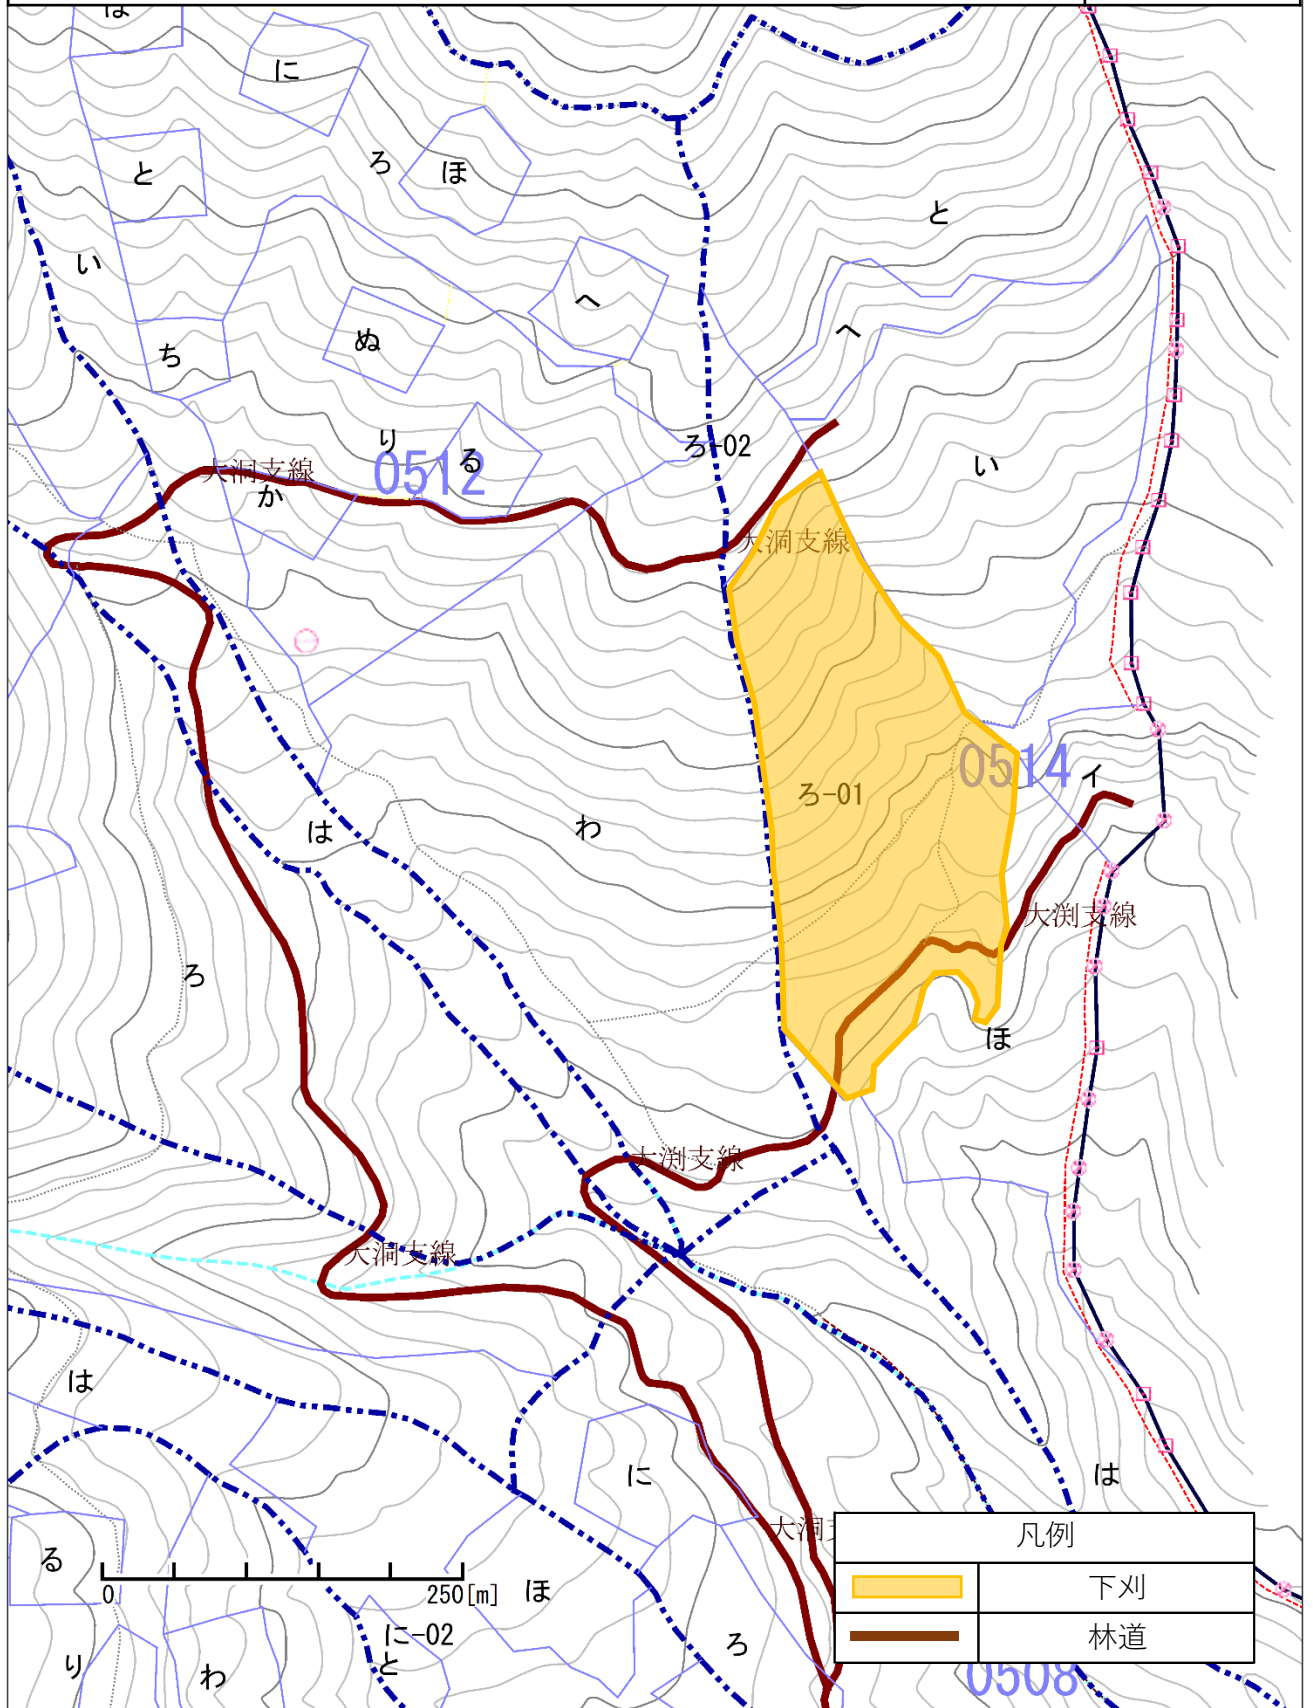 は
に
と
ろ
ほ
と
い
へ
ぬ
へ
ち
り
る
ろ-02
い
大洞支線
0512
か
大洞支線
0514
イ
ろ-01
は
わ
大渕支線
ろ
ほ
大渕支線
大洞支線
は
に
は
大洞支
凡例
る
0
250[m]
ほ
下刈
に-02
林道
と
ろ
り
わ
0508